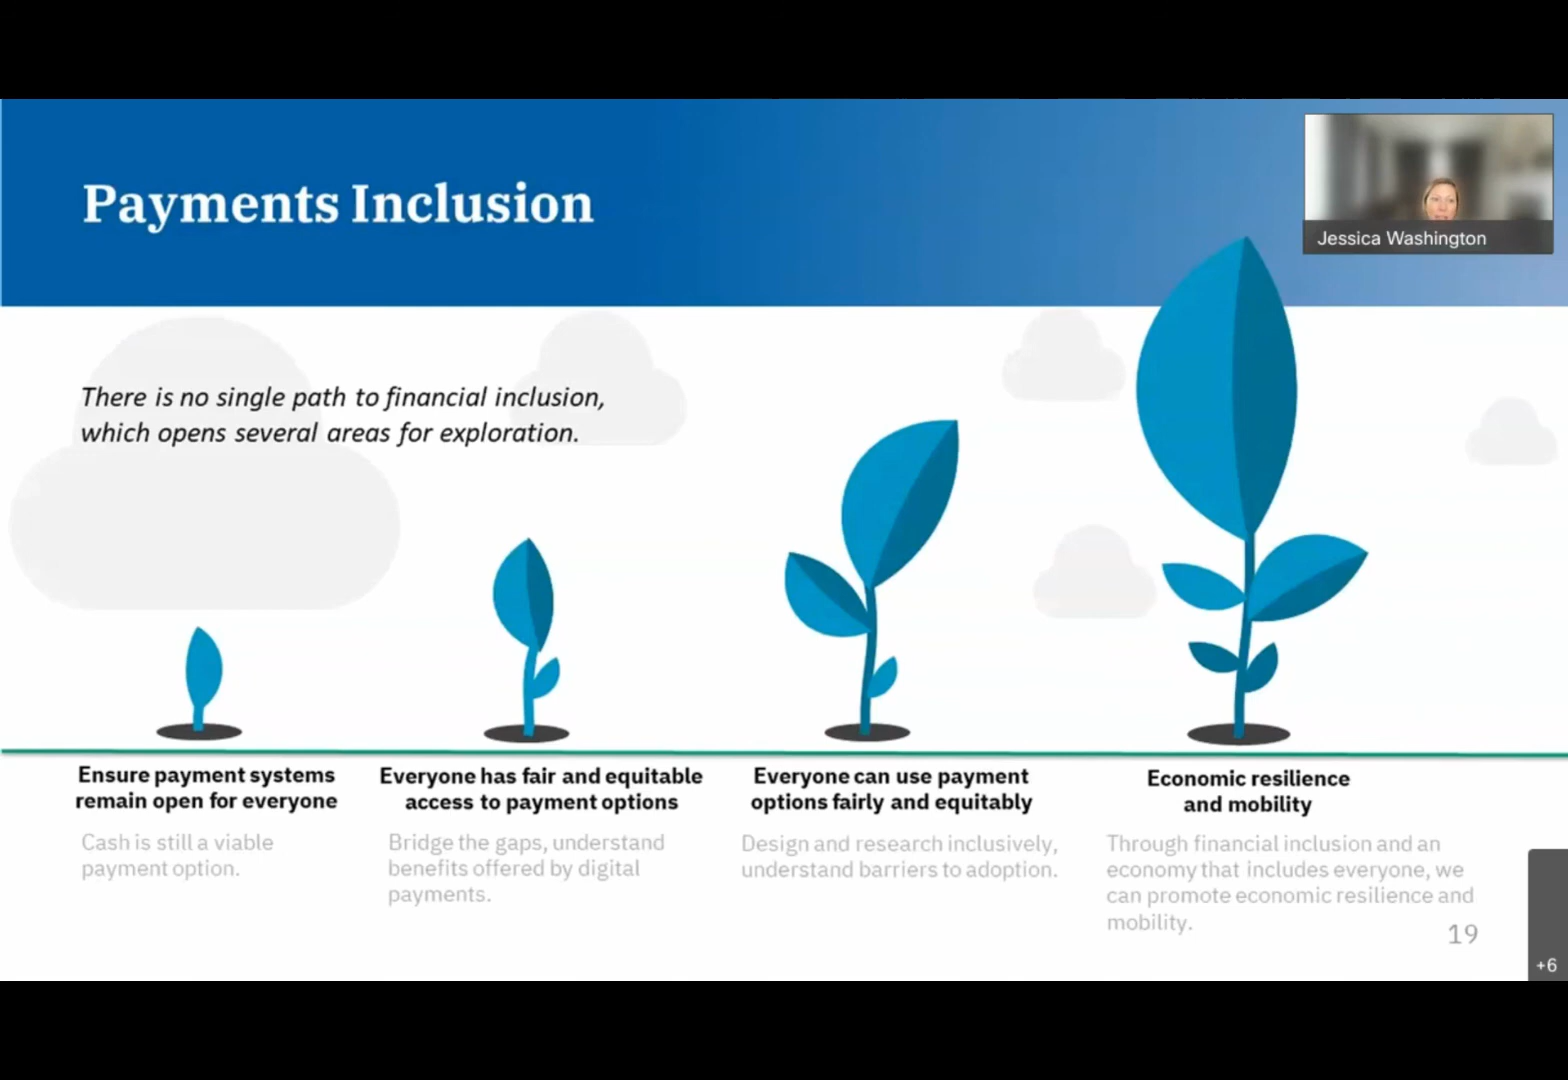 Payments Inclusion
Jessica Washington
There is no single path to financial inclusion,
which opens several areas for exploration.
Ensure payment systems
remain open for everyone
Cash is still a viable
payment option.
Everyone has fair and equitable
access to payment options
Bridge the gaps, understand
benefits offered by digital
payments.
Everyone can use payment
options fairly and equitably
Design and research inclusively,
understand barriers to adoption.
Economic resilience
and mobility
Through financial inclusion and an
economy that includes everyone, we
can promote economic resilience and
mobility.
19
+6